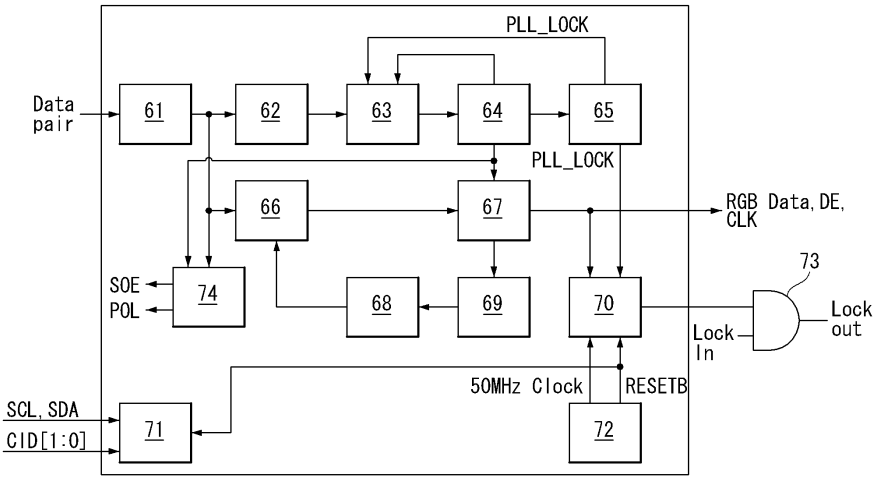 PLL_LOCK
Data
pair
61
62
63
64
65
PLL_LOCK
66
67
RGB Data, DE,
CLK
SOE
POL
74
68
69
70
73
Lock
In
Lock
out
50MHz Clock
RESETB
SCL, SDA
CID[1:0]
71
72